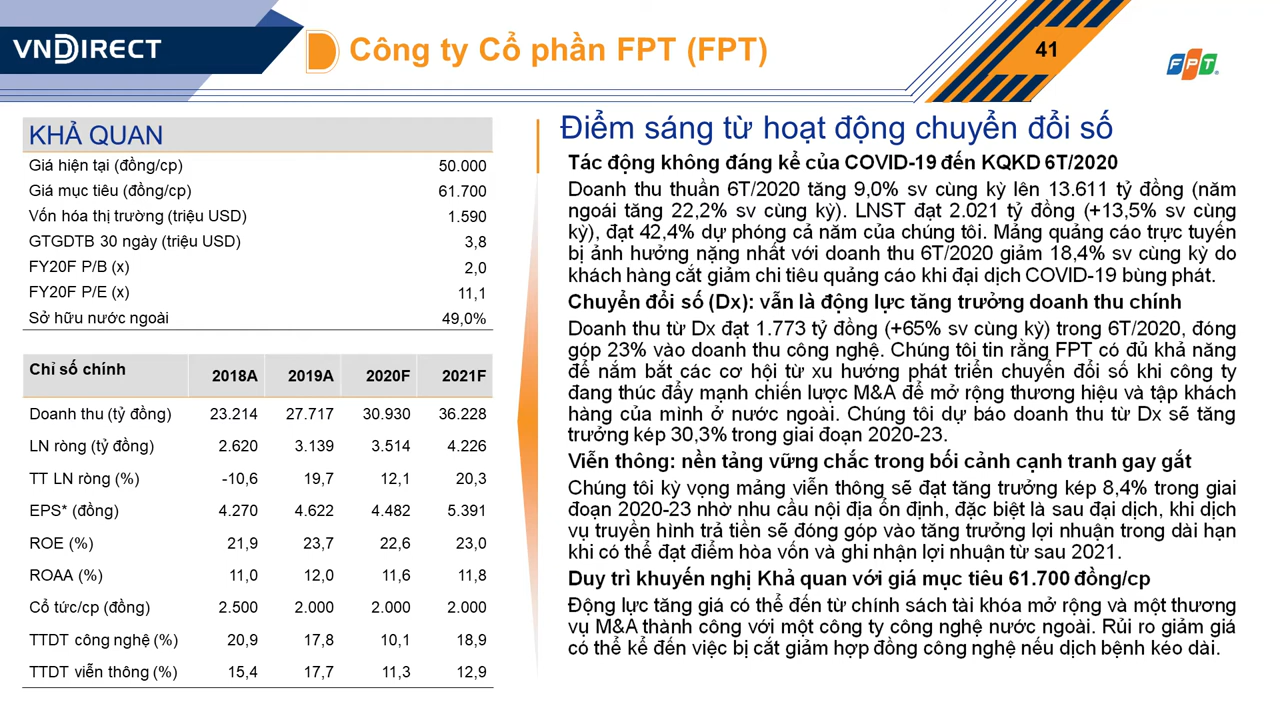 VNDIRECT
Công ty Cổ phần FPT (FPT)
41
FPT
KHẢ QUAN
Giá hiện tại (đồng/cp) 50.000
Giá mục tiêu (đồng/cp) 61.700
Vốn hóa thị trường (triệu USD) 1.590
GTGDTB 30 ngày (triệu USD) 3,8
FY20F P/B (x) 2,0
FY20F P/E (x) 11,1
Sở hữu nước ngoài 49,0%
Chỉ số chính 2018A 2019A 2020F 2021F
Doanh thu (tỷ đồng) 23.214 27.717 30.930 36.228
LN ròng (tỷ đồng) 2.620 3.139 3.514 4.226
TT LN ròng (%) -10,6 19,7 12,1 20,3
EPS* (đồng) 4.270 4.622 4.482 5.391
ROE (%) 21,9 23,7 22,6 23,0
ROAA (%) 11,0 12,0 11,6 11,8
Cổ tức/cp (đồng) 2.500 2.000 2.000 2.000
TTDT công nghệ (%) 20,9 17,8 10,1 18,9
TTDT viễn thông (%) 15,4 17,7 11,3 12,9
Điểm sáng từ hoạt động chuyển đổi số
Tác động không đáng kể của COVID-19 đến KQKD 6T/2020
Doanh thu thuần 6T/2020 tăng 9,0% sv cùng kỳ lên 13.611 tỷ đồng (năm
ngoái tăng 22,2% sv cùng kỳ). LNST đạt 2.021 tỷ đồng (+13,5% sv cùng
kỳ), đạt 42,4% dự phóng cả năm của chúng tôi. Mảng quảng cáo trực tuyến
bị ảnh hưởng nặng nhất với doanh thu 6T/2020 giảm 18,4% sv cùng kỳ do
khách hàng cắt giảm chi tiêu quảng cáo khi đại dịch COVID-19 bùng phát.
Chuyển đổi số (Dx): vẫn là động lực tăng trưởng doanh thu chính
Doanh thu từ Dx đạt 1.773 tỷ đồng (+65% sv cùng kỳ) trong 6T/2020, đóng
góp 23% vào doanh thu công nghệ. Chúng tôi tin rằng FPT có đủ khả năng
để nắm bắt các cơ hội từ xu hướng phát triển chuyển đổi số khi công ty
đang thúc đẩy mạnh chiến lược M&A để mở rộng thương hiệu và tập khách
hàng của mình ở nước ngoài. Chúng tôi dự báo doanh thu từ Dx sẽ tăng
trưởng kép 30,3% trong giai đoạn 2020-23.
Viễn thông: nền tảng vững chắc trong bối cảnh cạnh tranh gay gắt
Chúng tôi kỳ vọng mảng viễn thông sẽ đạt tăng trưởng kép 8,4% trong giai
đoạn 2020-23 nhờ nhu cầu nội địa ổn định, đặc biệt là sau đại dịch, khi dịch
vụ truyền hình trả tiền sẽ đóng góp vào tăng trưởng lợi nhuận trong dài hạn
khi có thể đạt điểm hòa vốn và ghi nhận lợi nhuận từ sau 2021.
Duy trì khuyến nghị Khả quan với giá mục tiêu 61.700 đồng/cp
Động lực tăng giá có thể đến từ chính sách tài khóa mở rộng và một thương
vụ M&A thành công với một công ty công nghệ nước ngoài. Rủi ro giảm giá
có thể kể đến việc bị cắt giảm hợp đồng công nghệ nếu dịch bệnh kéo dài.